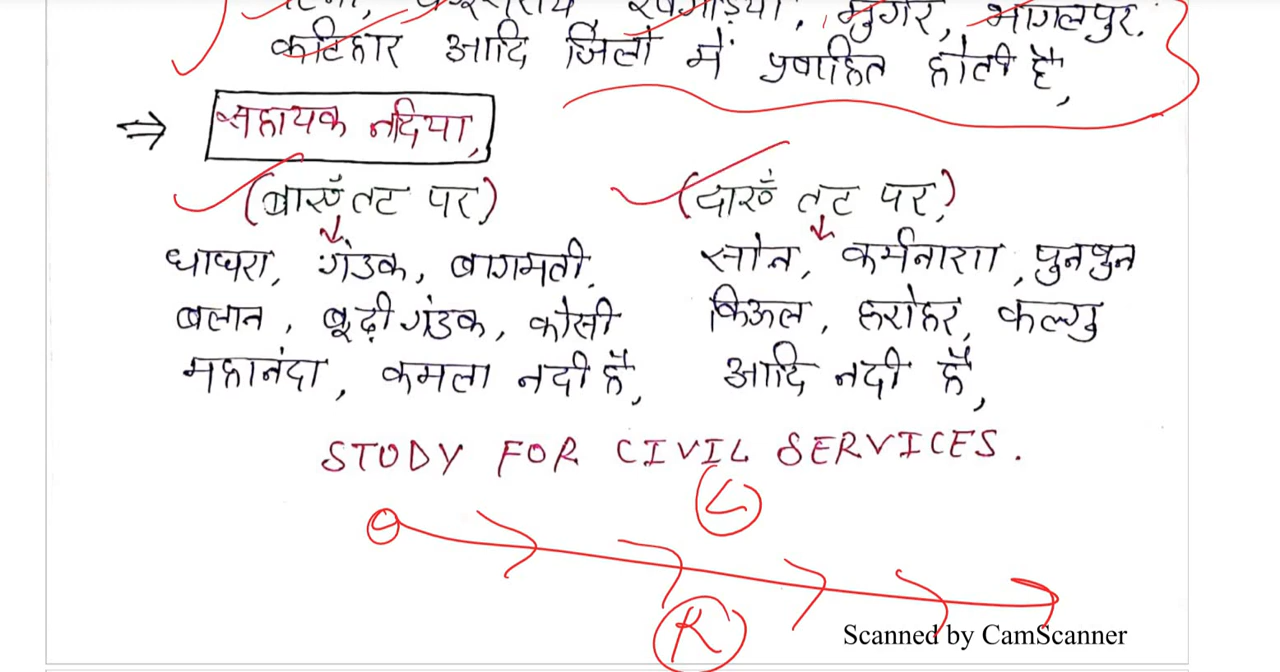 मुंगेर, भागलपुर,
कटिहार आदि जिलों में प्रवाहित होती है,
⇒ सहायक नदिया,
(बाएँ तट पर) (दाएँ तट पर)
घाघरा, गंडक, बागमती, सोन, कर्मनाशा, पुनपुन
बलान, बूढ़ी गंडक, कोसी किऊल, हरोहर, फल्गु
महानंदा, कमला नदी है, आदि नदी है,
STUDY FOR CIVIL SERVICES.
L
R
Scanned by CamScanner